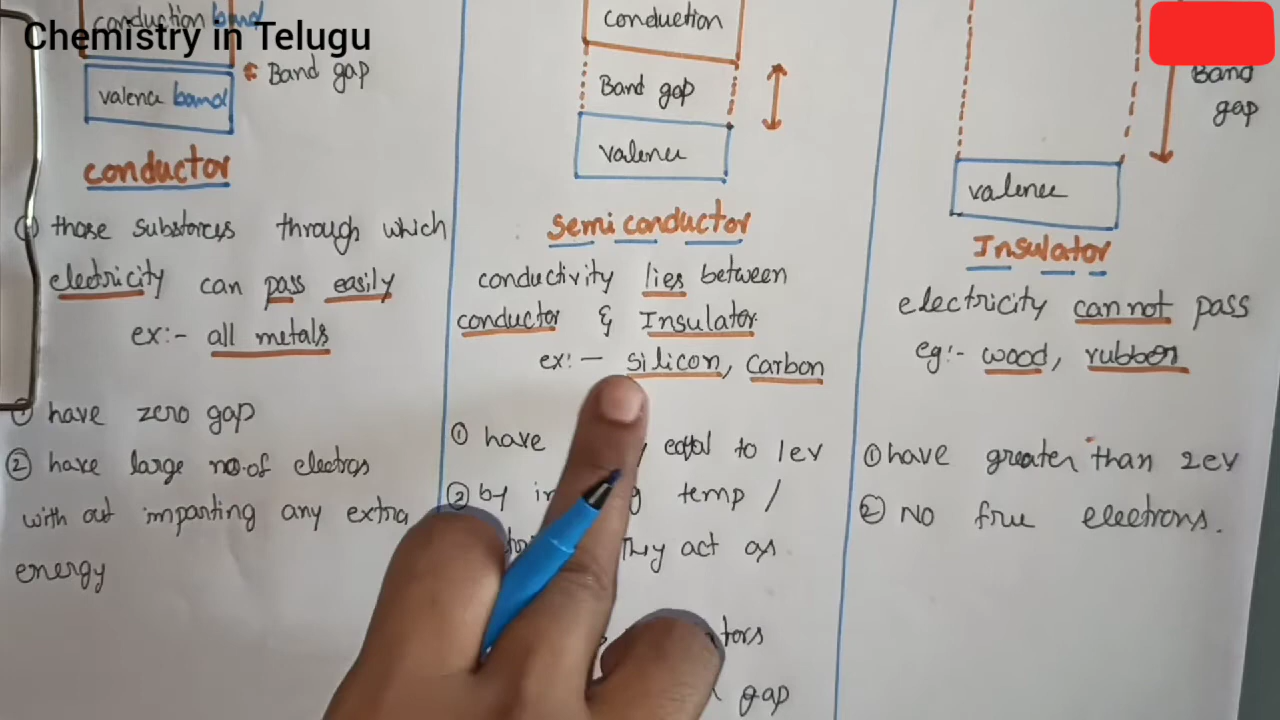 Chemistry in Telugu
conduction band
valence band
Band gap
conductor
① those substances through which
electricity can pass easily
ex:- all metals
① have zero gap
② have large no.of electros
with out imparting any extra
energy
conduction
Band gap
valence
Semi conductor
conductivity lies between
conductor & Insulator
ex:- silicon, carbon
① have equal to 1ev
② by temp /
They act as
gap
Band
gap
valence
Insulator
electricity can not pass
eg:- wood, rubber
① have greater than 2ev
② No free electrons.